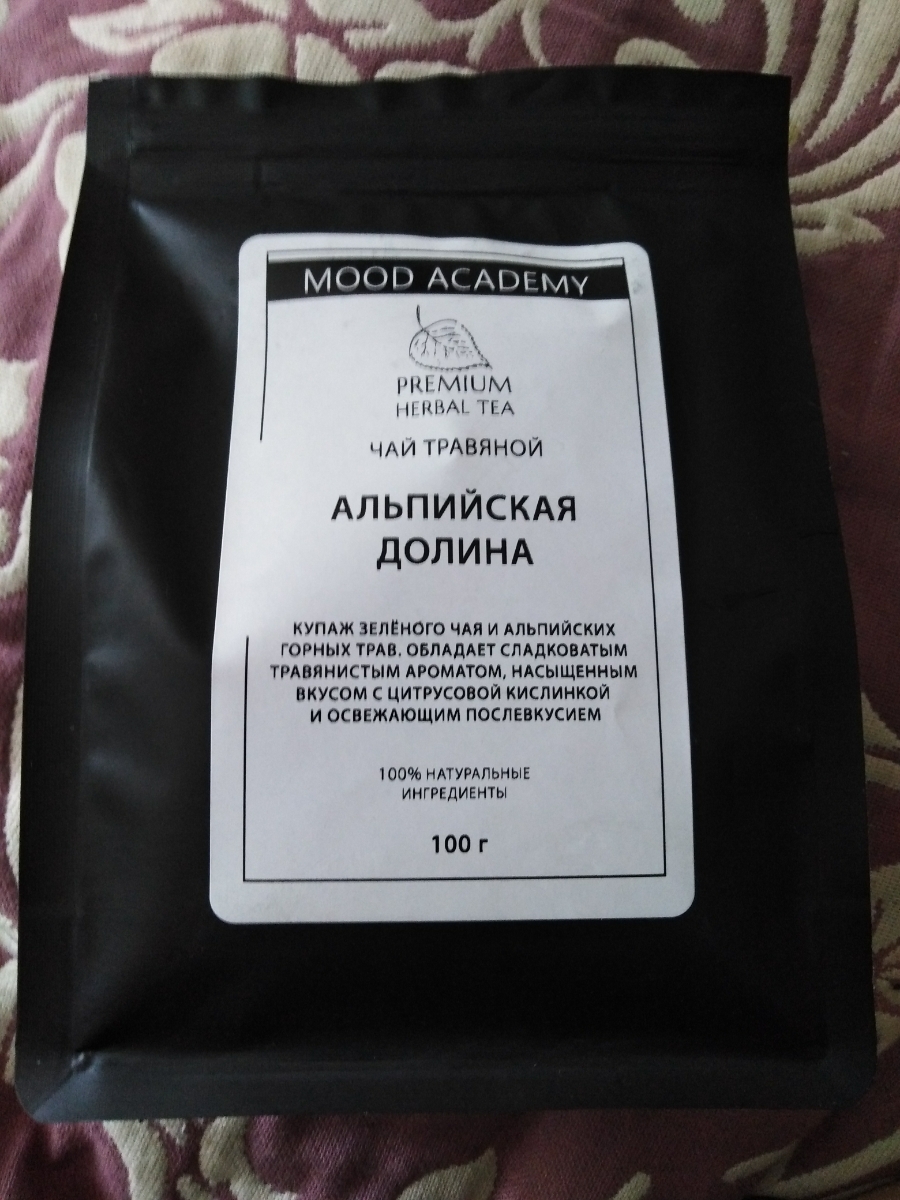 MOOD ACADEMY
PREMIUM
HERBAL TEA
ЧАЙ ТРАВЯНОЙ
АЛЬПИЙСКАЯ
ДОЛИНА
КУПАЖ ЗЕЛЁНОГО ЧАЯ И АЛЬПИЙСКИХ
ГОРНЫХ ТРАВ. ОБЛАДАЕТ СЛАДКОВАТЫМ
ТРАВЯНИСТЫМ АРОМАТОМ, НАСЫЩЕННЫМ
ВКУСОМ С ЦИТРУСОВОЙ КИСЛИНКОЙ
И ОСВЕЖАЮЩИМ ПОСЛЕВКУСИЕМ
100% НАТУРАЛЬНЫЕ
ИНГРЕДИЕНТЫ
100 г